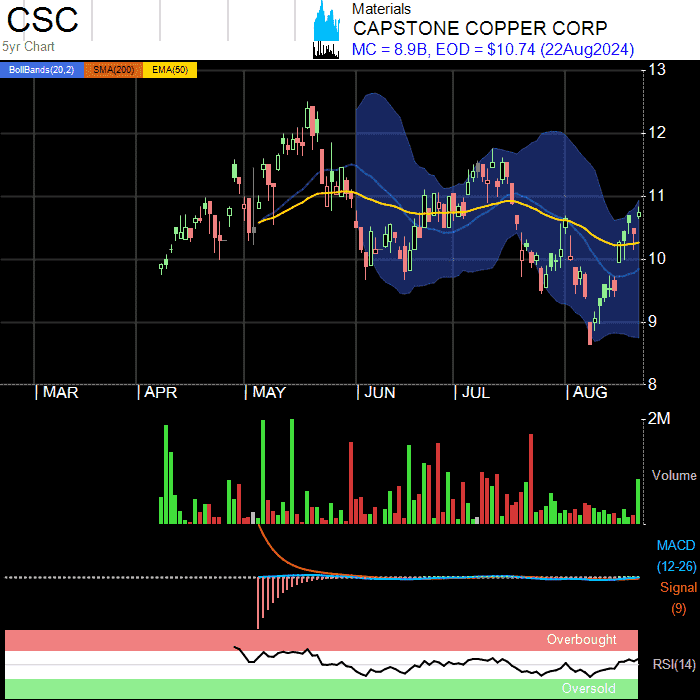 CSC
5yr Chart
Materials
CAPSTONE COPPER CORP
MC = 8.9B, EOD = $10.74 (22Aug2024)
BollBands(20,2) SMA(200) EMA(50)
13
12
11
10
9
8
MAR APR MAY JUN JUL AUG
2M
Volume
MACD
(12-26)
Signal
(9)
Overbought
RSI(14)
Oversold